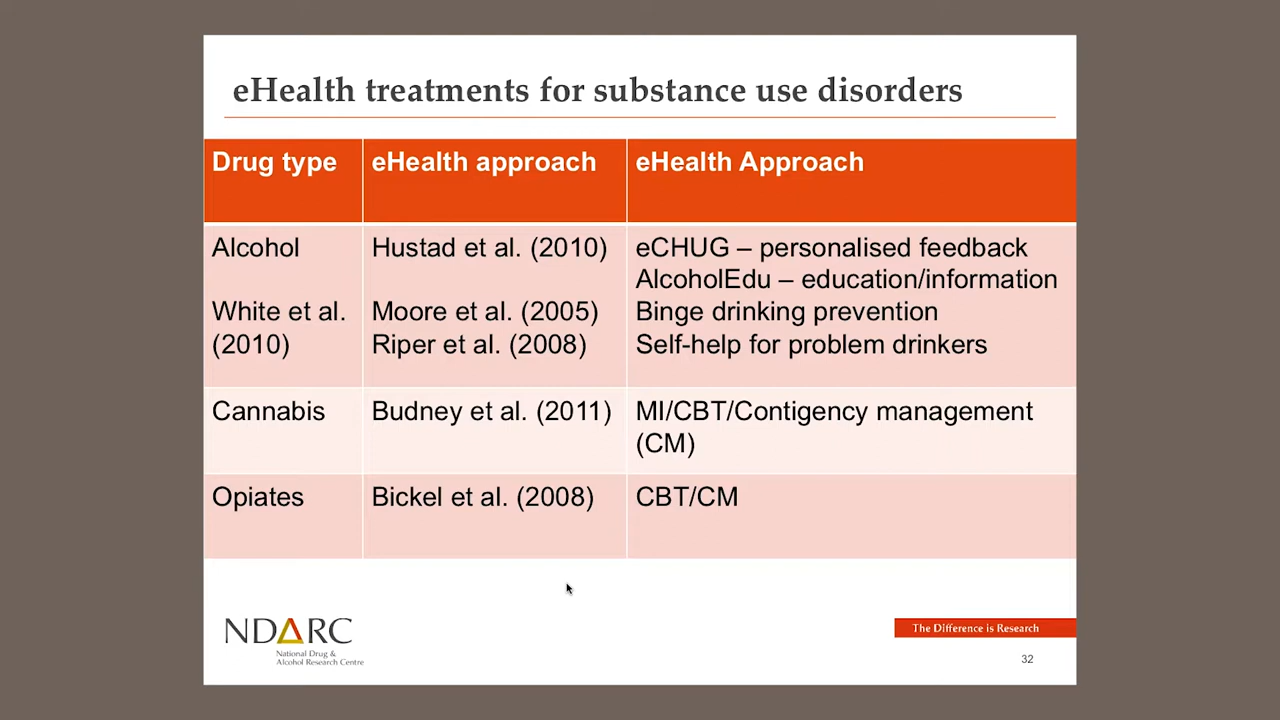 eHealth treatments for substance use disorders
Drug type
eHealth approach
eHealth Approach
Alcohol
Hustad et al. (2010)
eCHUG – personalised feedback
AlcoholEdu – education/information
White et al.
Moore et al. (2005)
Binge drinking prevention
(2010)
Riper et al. (2008)
Self-help for problem drinkers
Cannabis
Budney et al. (2011)
MI/CBT/Contigency management
(CM)
Opiates
Bickel et al. (2008)
CBT/CM
NDARC
National Drug &
Alcohol Research Centre
The Difference is Research
32